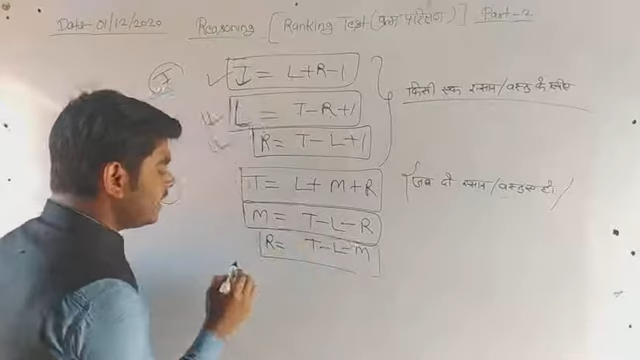 Date- 01/12/2020 Reasoning [Ranking Test (क्रम परीक्षण)] Part-2
T = L+R-1
L = T-R+1 किसी एक / वस्तु के लिए
R = T-L+1
T = L+M+R जब दो / वस्तुएं हो /
M = T-L-R
R = T-L-M